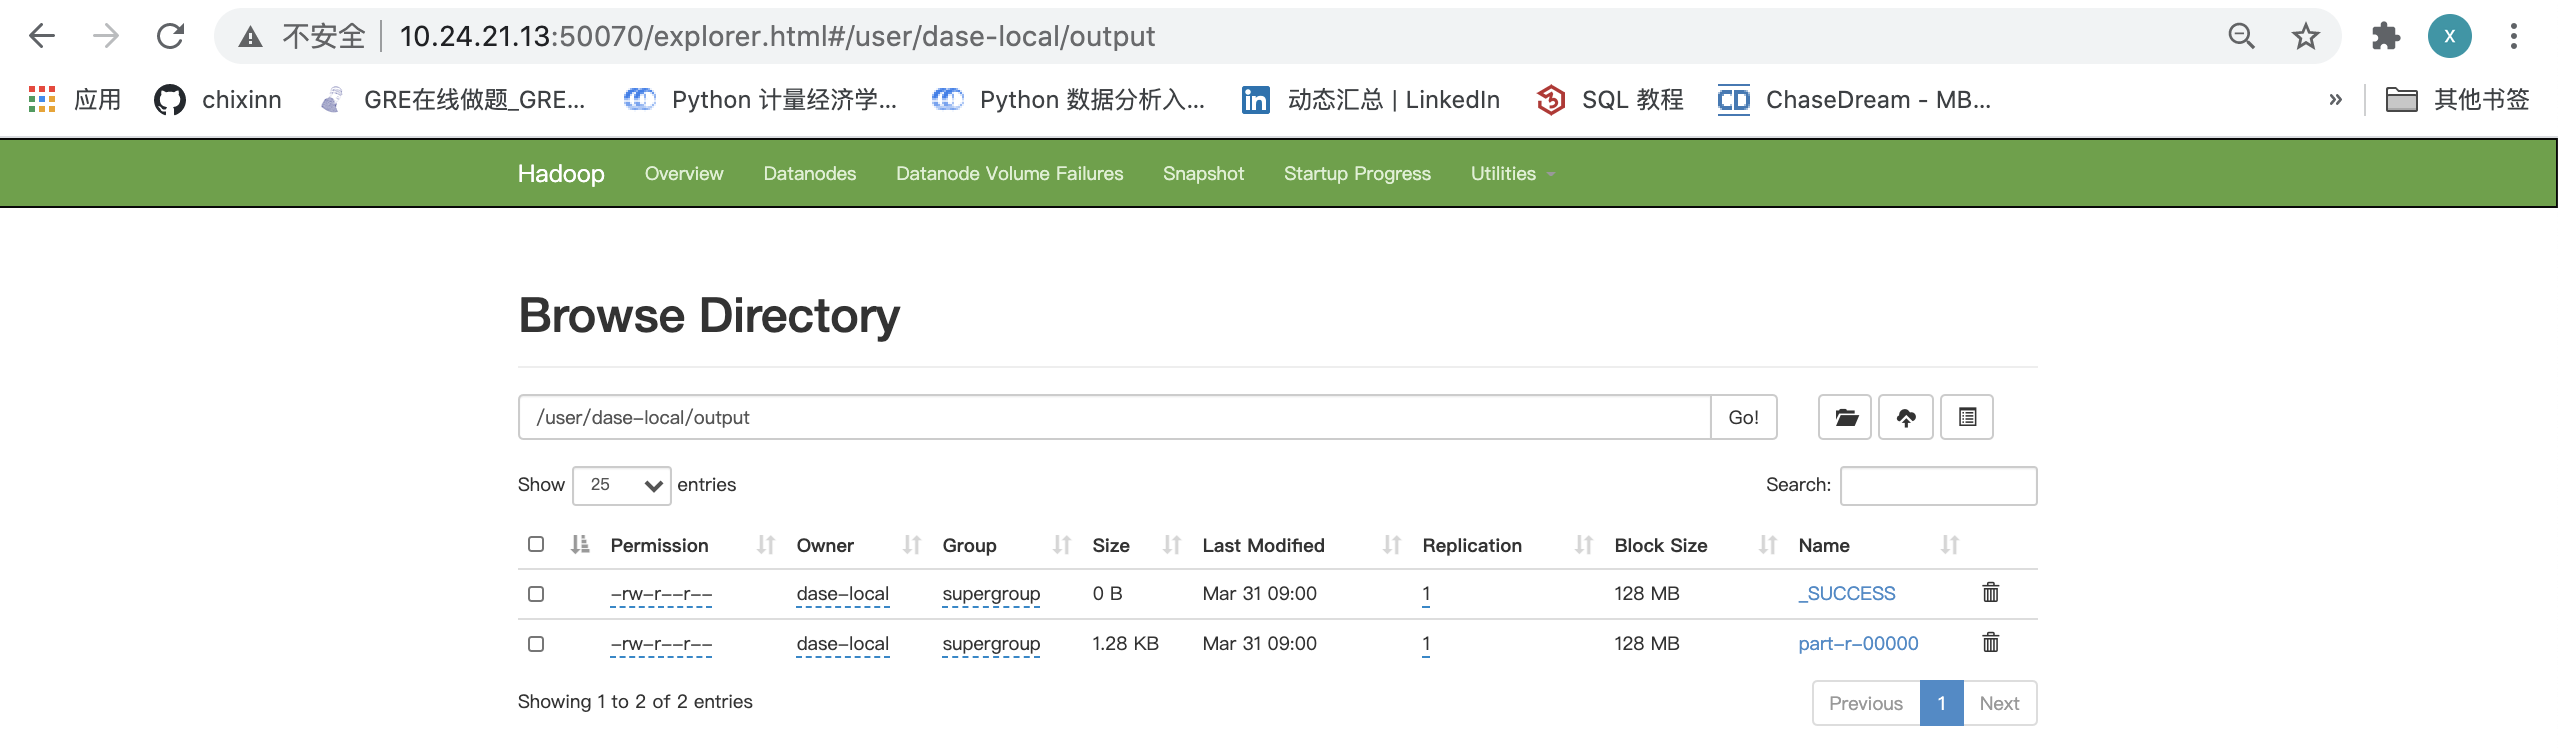 不安全 10.24.21.13:50070/explorer.html#/user/dase-local/output X
应用 chixinn GRE在线做题_GRE... Python 计量经济学... Python 数据分析入... 动态汇总 | LinkedIn SQL 教程 CD ChaseDream - MB... » 其他书签
Hadoop Overview Datanodes Datanode Volume Failures Snapshot Startup Progress Utilities
Browse Directory
/user/dase-local/output Go!
Show 25 entries Search:
Permission Owner Group Size Last Modified Replication Block Size Name
-rw-r--r-- dase-local supergroup 0 B Mar 31 09:00 1 128 MB _SUCCESS
-rw-r--r-- dase-local supergroup 1.28 KB Mar 31 09:00 1 128 MB part-r-00000
Showing 1 to 2 of 2 entries Previous 1 Next